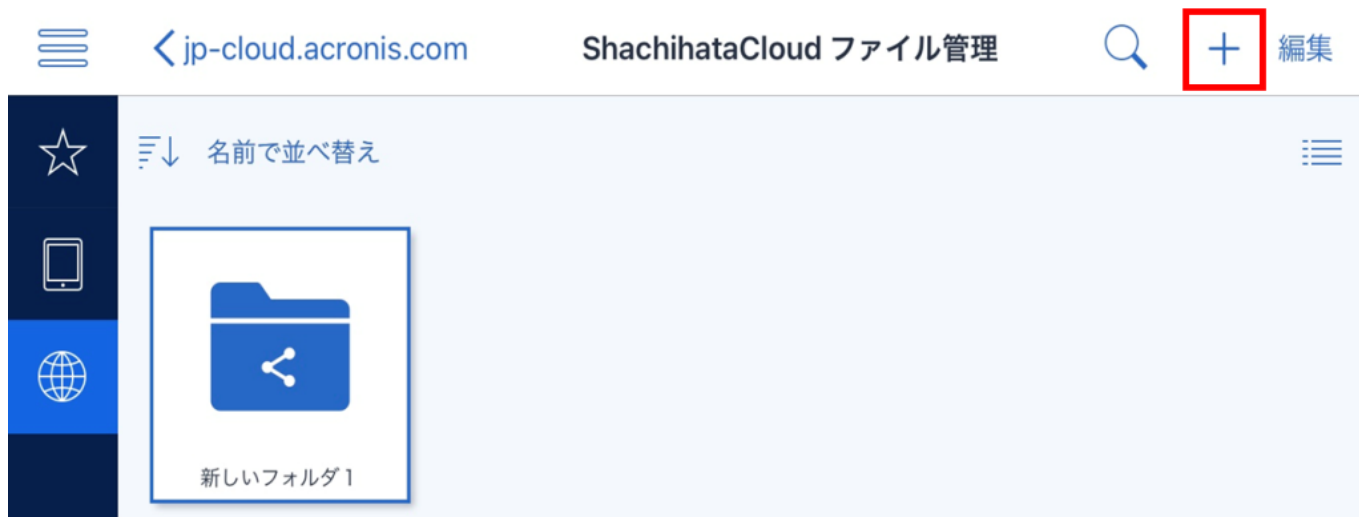 jp-cloud.acronis.com
ShachihataCloud ファイル管理
編集
名前で並べ替え
新しいフォルダ1